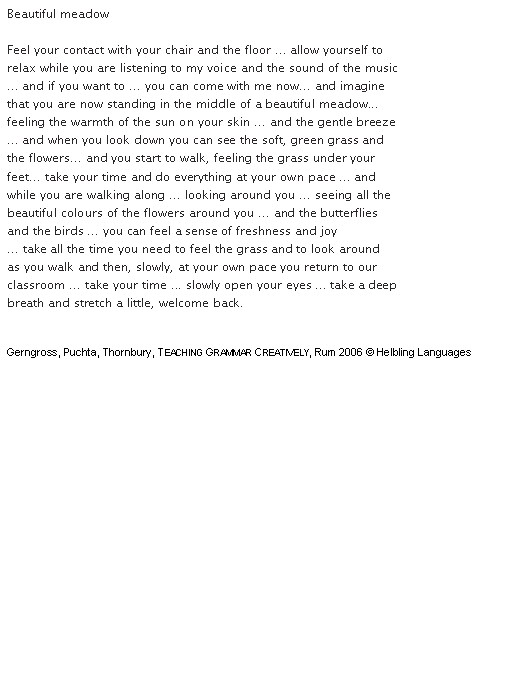 Beautiful meadow
Feel your contact with your chair and the floor ... allow yourself to
relax while you are listening to my voice and the sound of the music
... and if you want to ... you can come with me now... and imagine
that you are now standing in the middle of a beautiful meadow...
feeling the warmth of the sun on your skin ... and the gentle breeze
... and when you look down you can see the soft, green grass and
the flowers... and you start to walk, feeling the grass under your
feet... take your time and do everything at your own pace ... and
while you are walking along ... looking around you ... seeing all the
beautiful colours of the flowers around you ... and the butterflies
and the birds ... you can feel a sense of freshness and joy
... take all the time you need to feel the grass and to look around
as you walk and then, slowly, at your own pace you return to our
classroom ... take your time ... slowly open your eyes ... take a deep
breath and stretch a little, welcome back.
Gerngross, Puchta, Thornbury, TEACHING GRAMMAR CREATIVELY, Rum 2006 © Helbling Languages